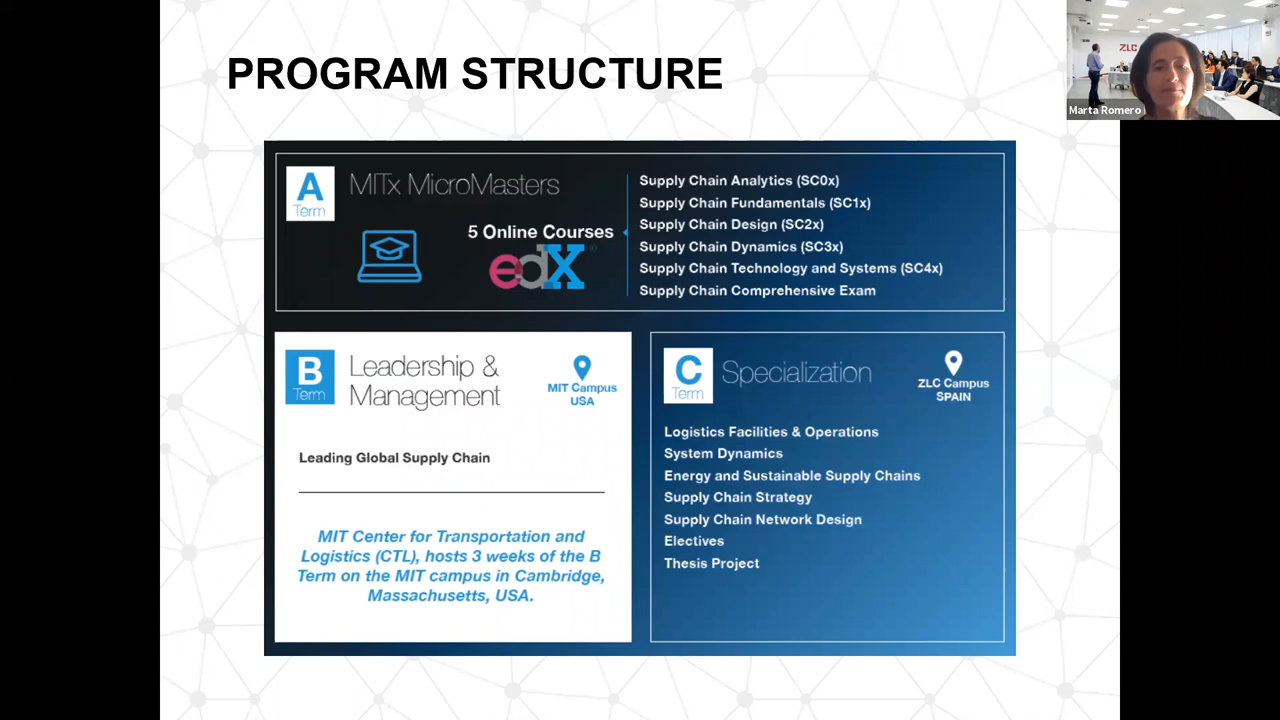 PROGRAM STRUCTURE
ZLC
Marta Romero
A
Term
MITx MicroMasters
5 Online Courses
edX
Supply Chain Analytics (SC0x)
Supply Chain Fundamentals (SC1x)
Supply Chain Design (SC2x)
Supply Chain Dynamics (SC3x)
Supply Chain Technology and Systems (SC4x)
Supply Chain Comprehensive Exam
B
Term
Leadership &
Management
MIT Campus
USA
Leading Global Supply Chain
MIT Center for Transportation and
Logistics (CTL), hosts 3 weeks of the B
Term on the MIT campus in Cambridge,
Massachusetts, USA.
C
Term
Specialization
ZLC Campus
SPAIN
Logistics Facilities & Operations
System Dynamics
Energy and Sustainable Supply Chains
Supply Chain Strategy
Supply Chain Network Design
Electives
Thesis Project